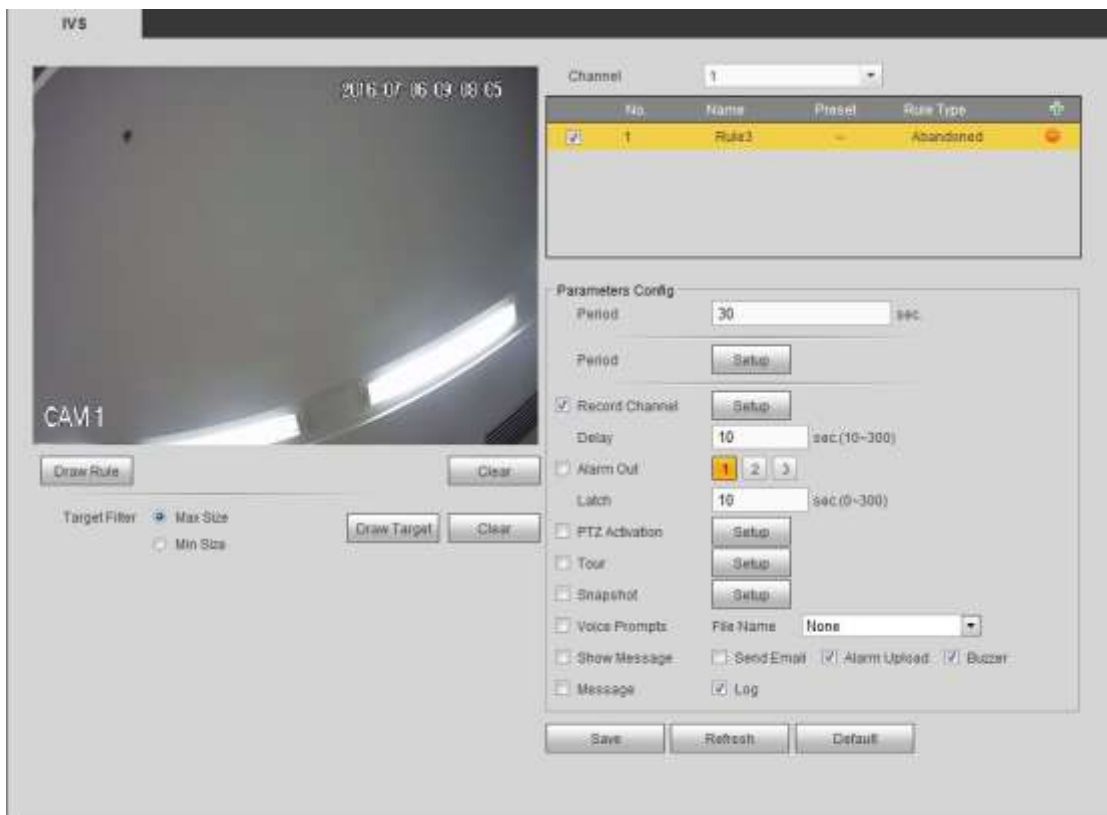 IVS
2016 07 06 09 08 05
CAM 1
Draw Rule
Clear
Target Filter Max Size
Min Size
Draw Target Clear
Channel 1
No. Name Preset Rule Type
1 Rule3 -- Abandoned
Parameters Config
Period 30 sec.
Period Setup
Record Channel Setup
Delay 10 sec.(10~300)
Alarm Out 1 2 3
Latch 10 sec.(0~300)
PTZ Activation Setup
Tour Setup
Snapshot Setup
Voice Prompts File Name None
Show Message Send Email Alarm Upload Buzzer
Message Log
Save Refresh Default